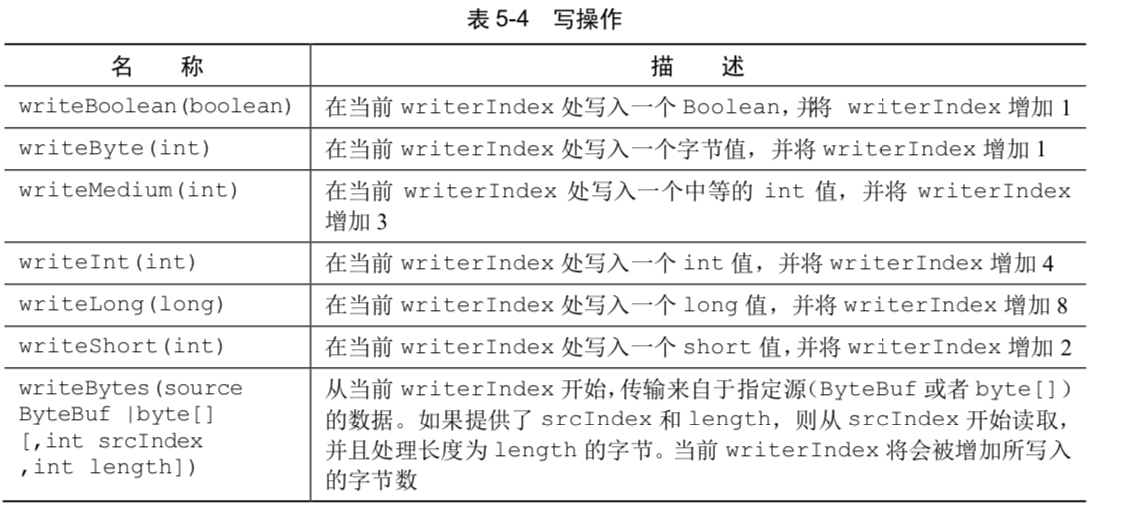 表 5-4 写操作
名 称 描 述
writeBoolean(boolean) 在当前 writerIndex 处写入一个 Boolean，并将 writerIndex 增加 1
writeByte(int) 在当前 writerIndex 处写入一个字节值，并将 writerIndex 增加 1
writeMedium(int) 在当前 writerIndex 处写入一个中等的 int 值，并将 writerIndex
增加 3
writeInt(int) 在当前 writerIndex 处写入一个 int 值，并将 writerIndex 增加 4
writeLong(long) 在当前 writerIndex 处写入一个 long 值，并将 writerIndex 增加 8
writeShort(int) 在当前 writerIndex 处写入一个 short 值，并将 writerIndex 增加 2
writeBytes(source
ByteBuf |byte[]
[,int srcIndex
,int length])
从当前 writerIndex 开始，传输来自于指定源(ByteBuf 或者 byte[])
的数据。如果提供了 srcIndex 和 length，则从 srcIndex 开始读取，
并且处理长度为 length 的字节。当前 writerIndex 将会被增加所写入
的字节数